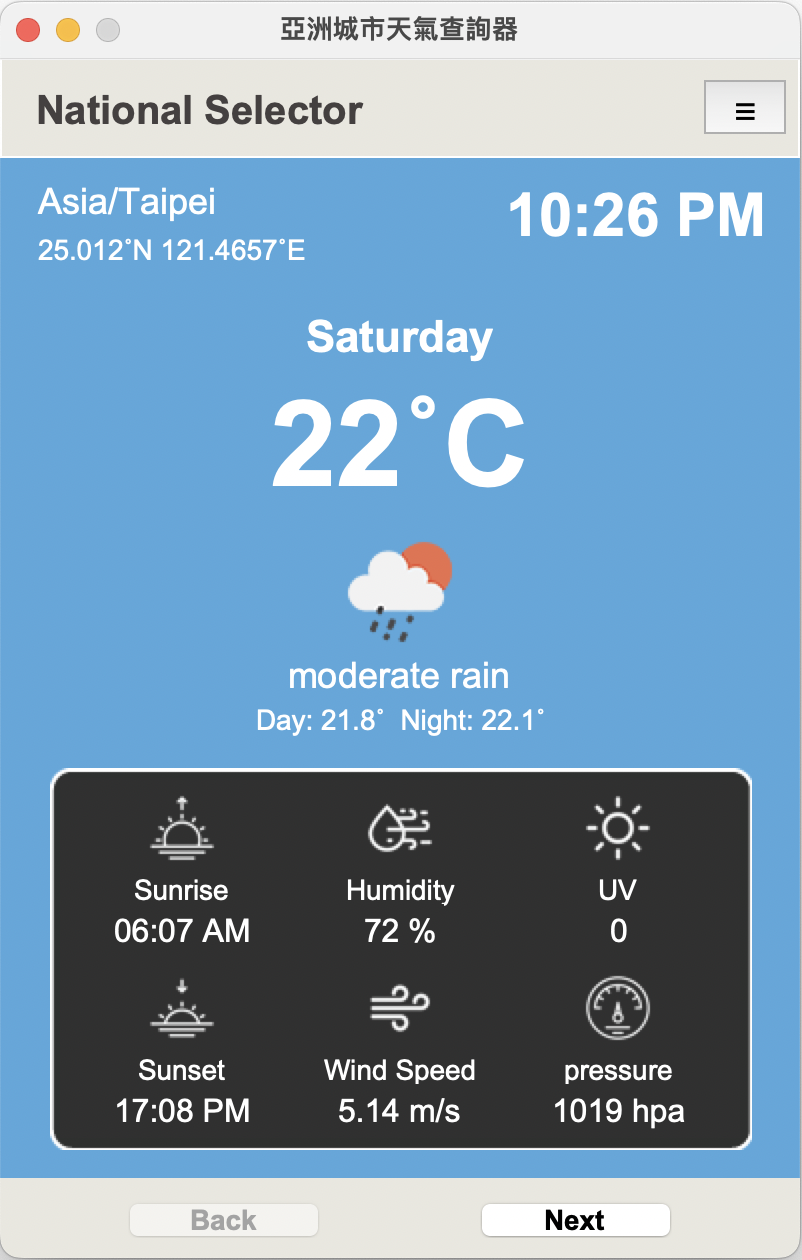 亞洲城市天氣查詢器
National Selector
≡
Asia/Taipei
10:26 PM
25.012˚N 121.4657˚E
Saturday
22˚C
moderate rain
Day: 21.8˚ Night: 22.1˚
Sunrise Humidity UV
06:07 AM 72 % 0
Sunset Wind Speed pressure
17:08 PM 5.14 m/s 1019 hpa
Back Next